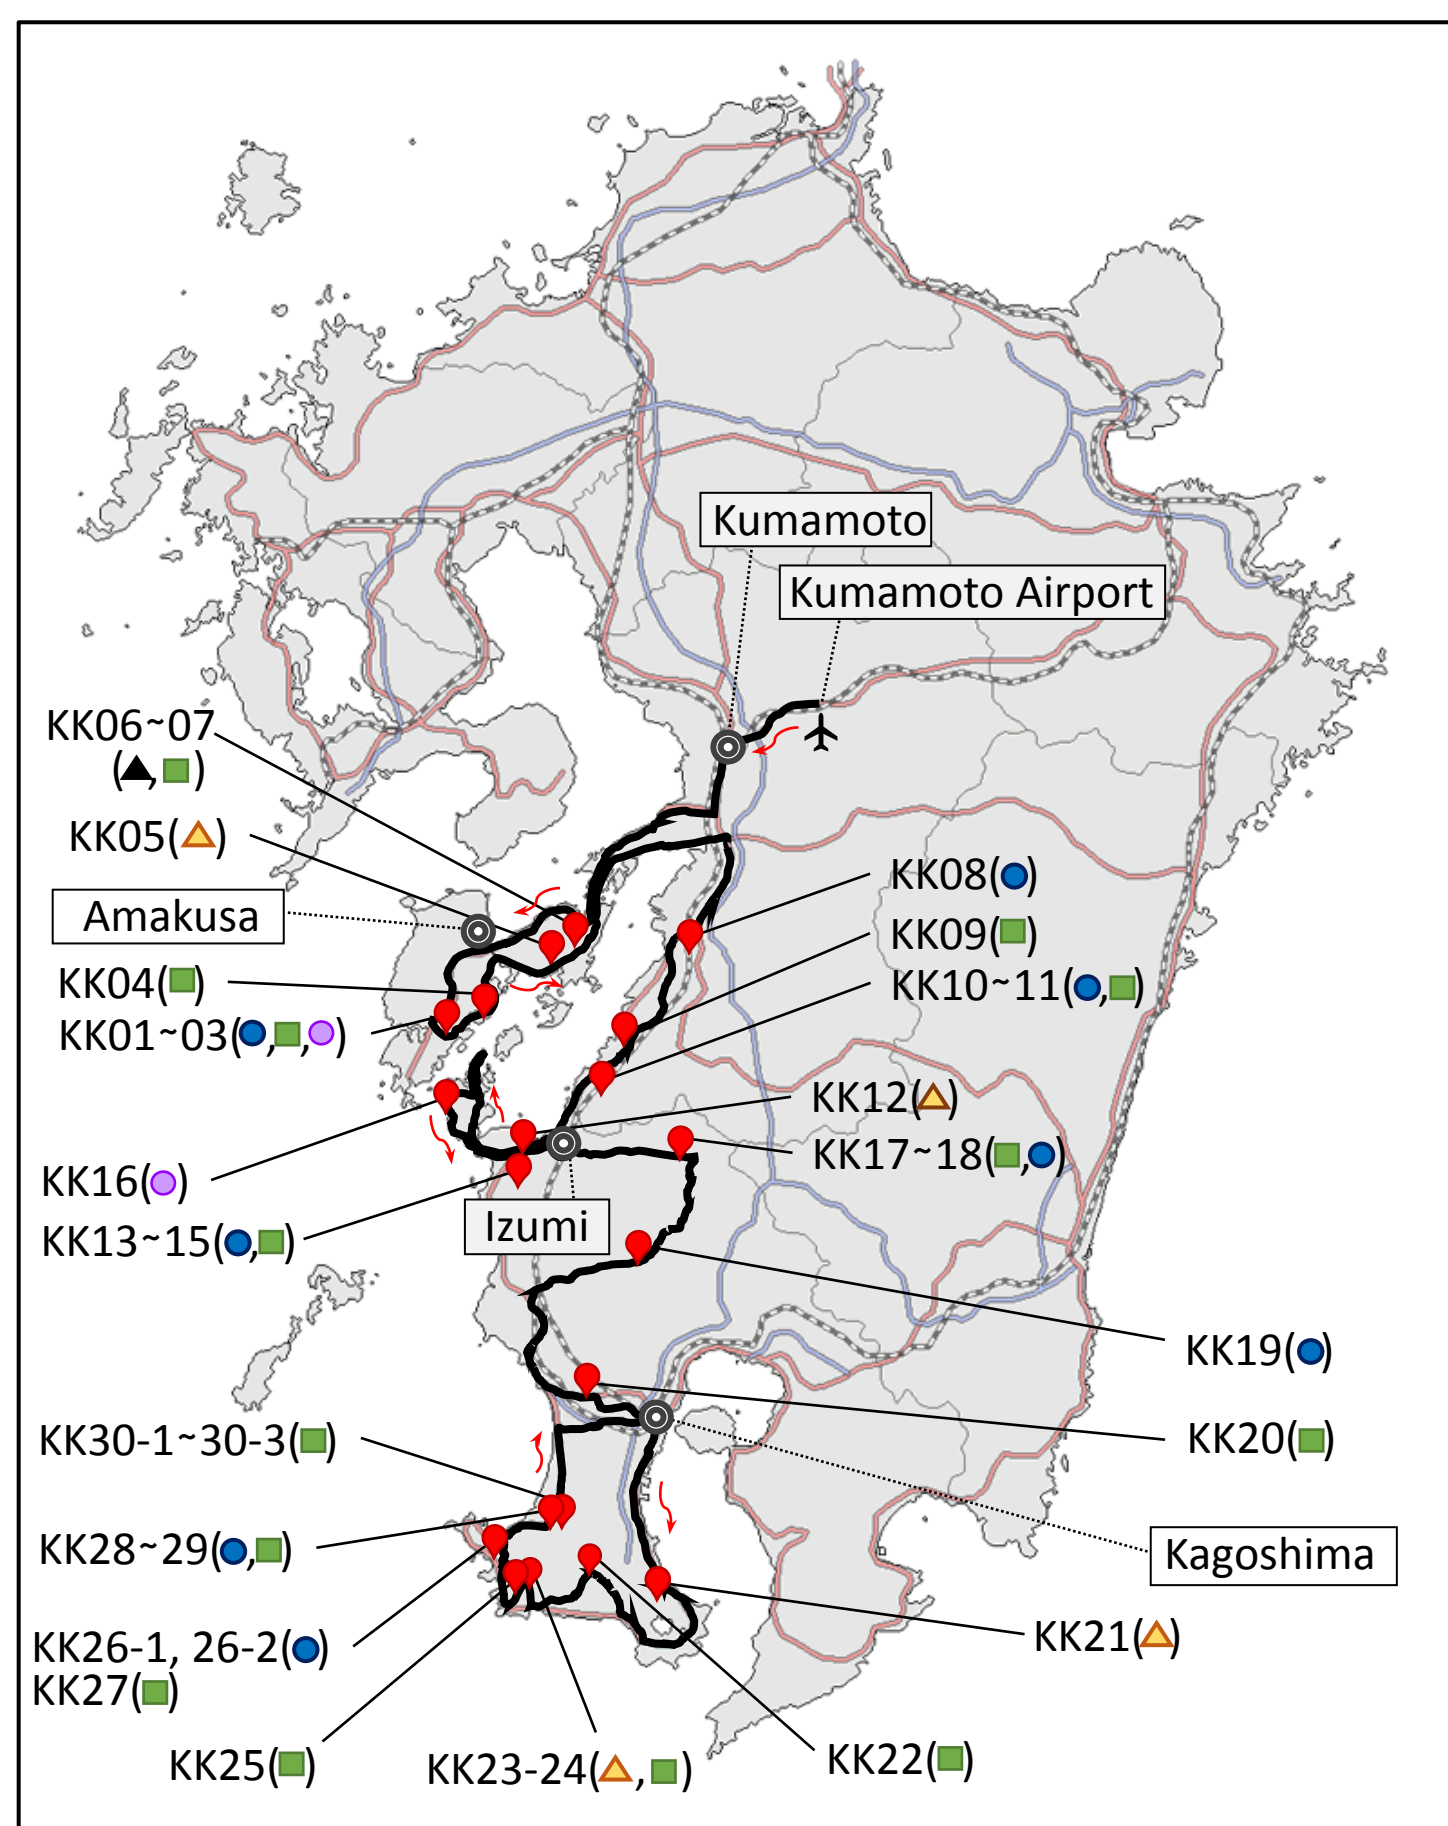 Kumamoto
Kumamoto Airport
KK06~07
(▲,■)
KK05(△)
Amakusa
KK04(■)
KK01~03(●,■,●)
KK08(●)
KK09(■)
KK10~11(●,■)
KK12(△)
KK17~18(■,●)
KK16(●)
KK13~15(●,■)
Izumi
KK19(●)
KK20(■)
KK30-1~30-3(■)
KK28~29(●,■)
Kagoshima
KK26-1, 26-2(●)
KK27(■)
KK21(△)
KK25(■)
KK23-24(△,■)
KK22(■)